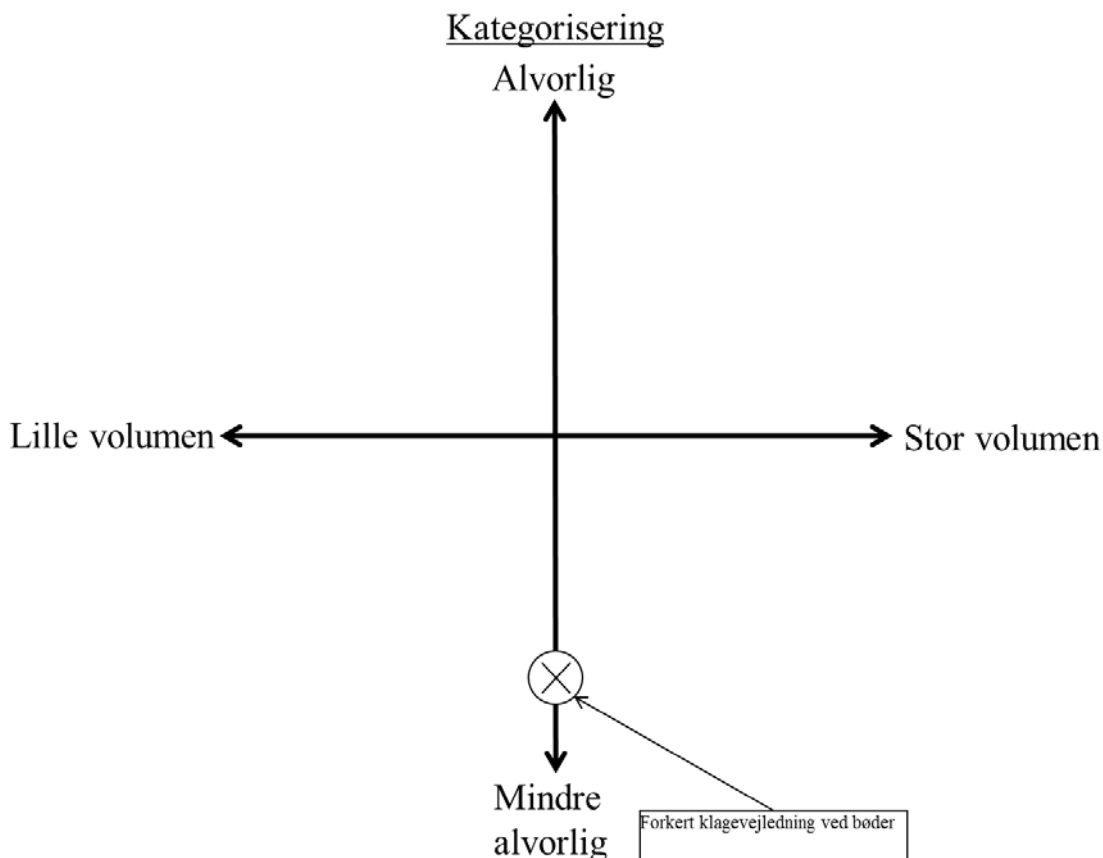 Kategorisering
Alvorlig
Lille volumen
Stor volumen
Mindre
alvorlig
Forkert klagevejledning ved bøder